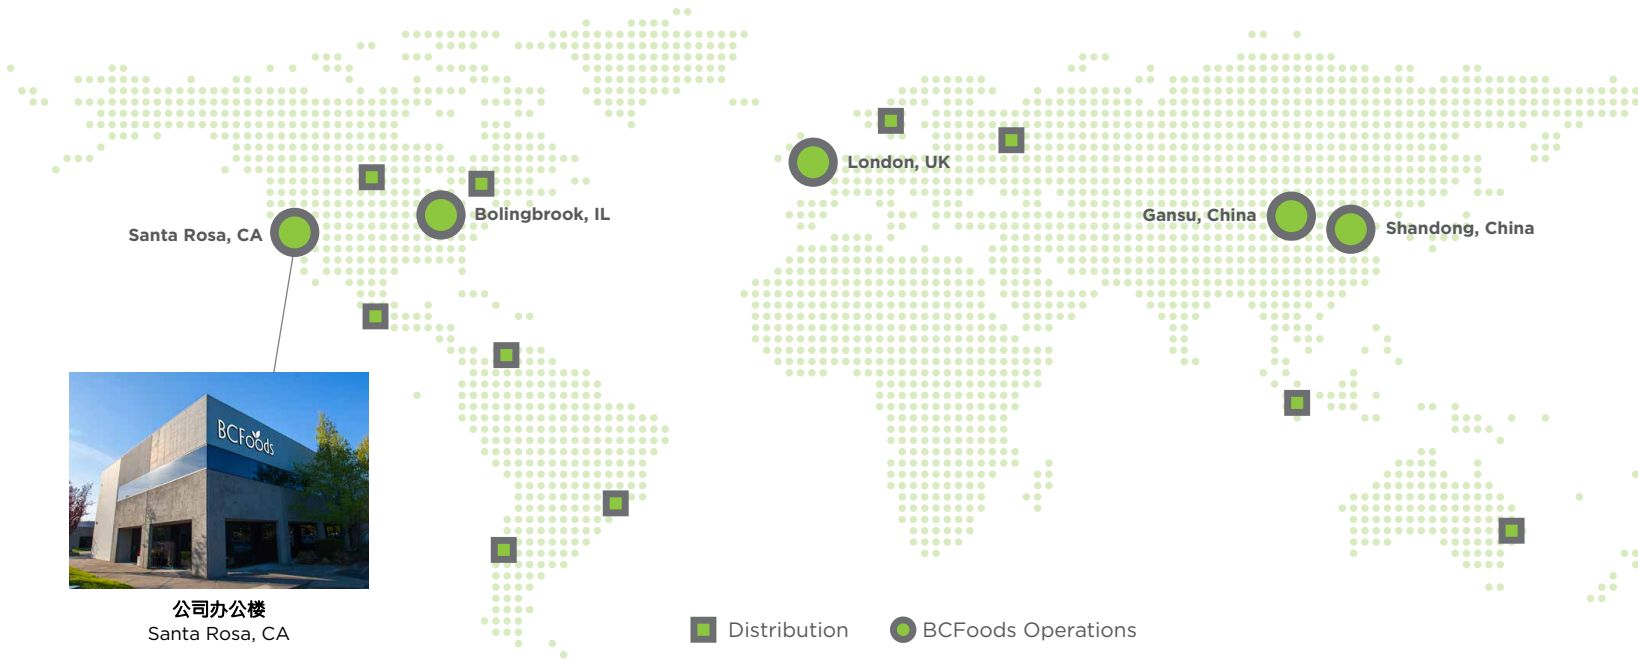 London, UK
Bolingbrook, IL
Santa Rosa, CA
Gansu, China
Shandong, China
BCFoods
公司办公楼
Santa Rosa, CA
Distribution
BCFoods Operations